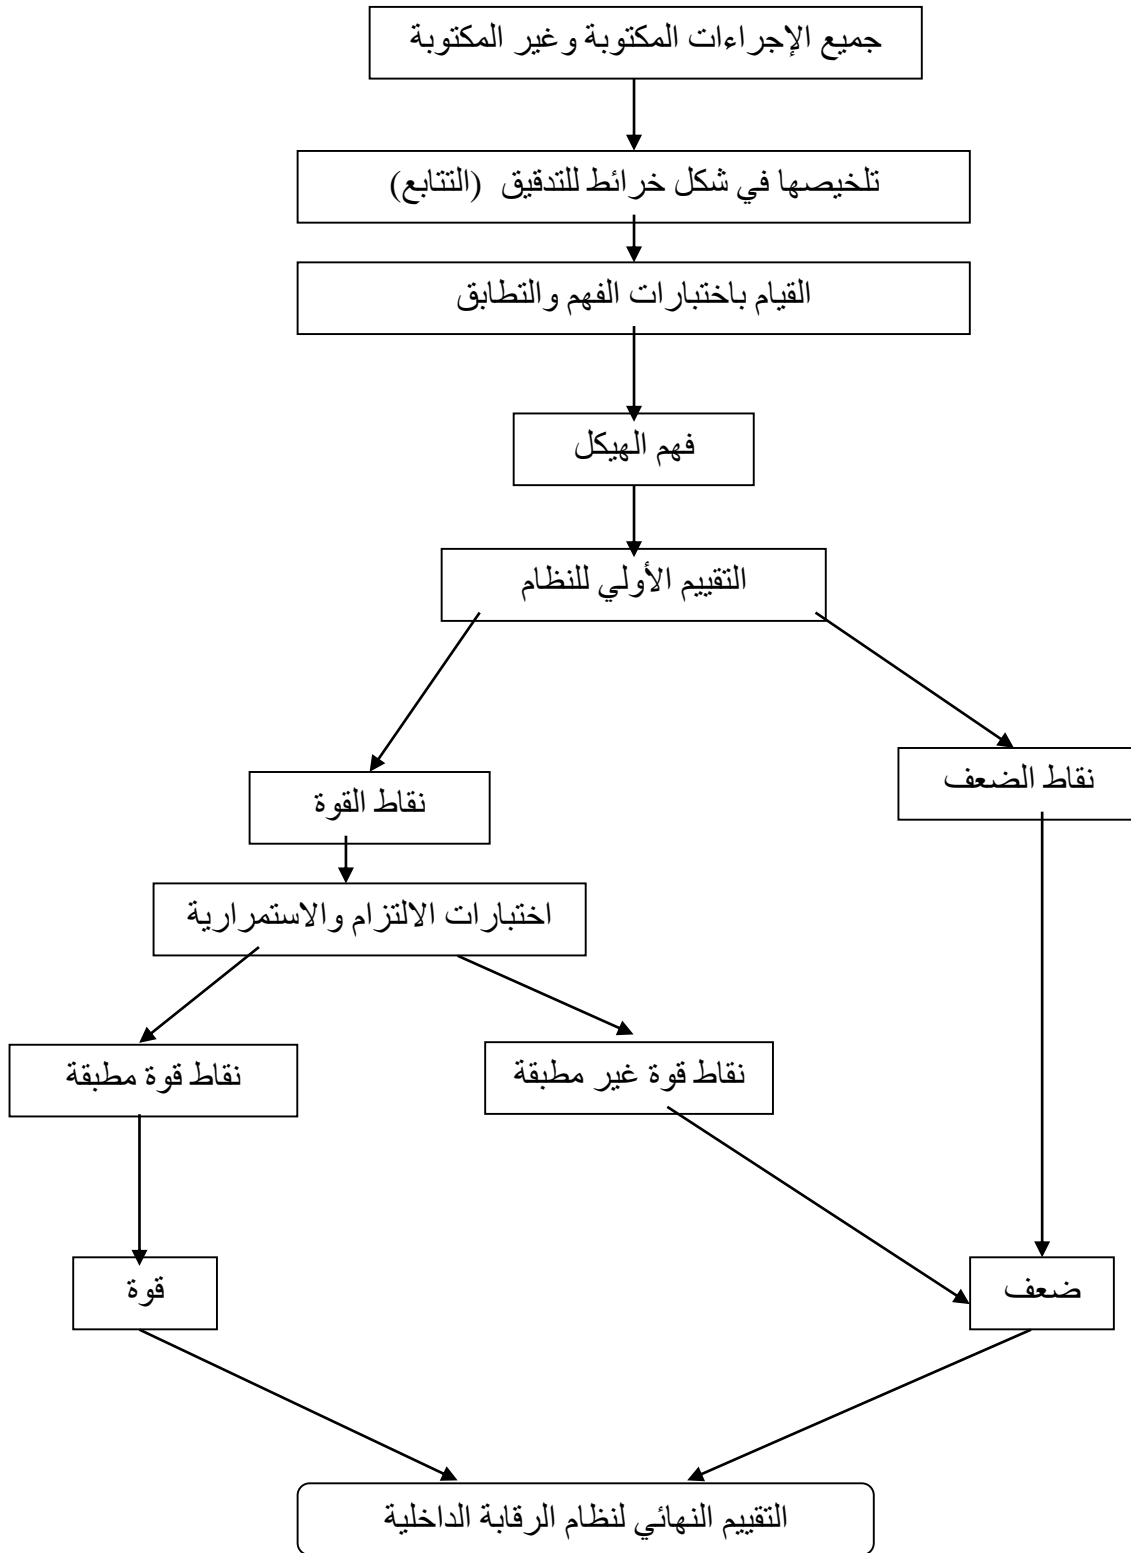 جميع الإجراءات المكتوبة وغير المكتوبة
تلخيصها في شكل خرائط للتدقيق (التتابع)
القيام باختبارات الفهم والتطابق
فهم الهيكل
التقييم الأولي للنظام
نقاط الضعف
نقاط القوة
اختبارات الالتزام والاستمرارية
نقاط قوة غير مطبقة
نقاط قوة مطبقة
ضعف
قوة
التقييم النهائي لنظام الرقابة الداخلية